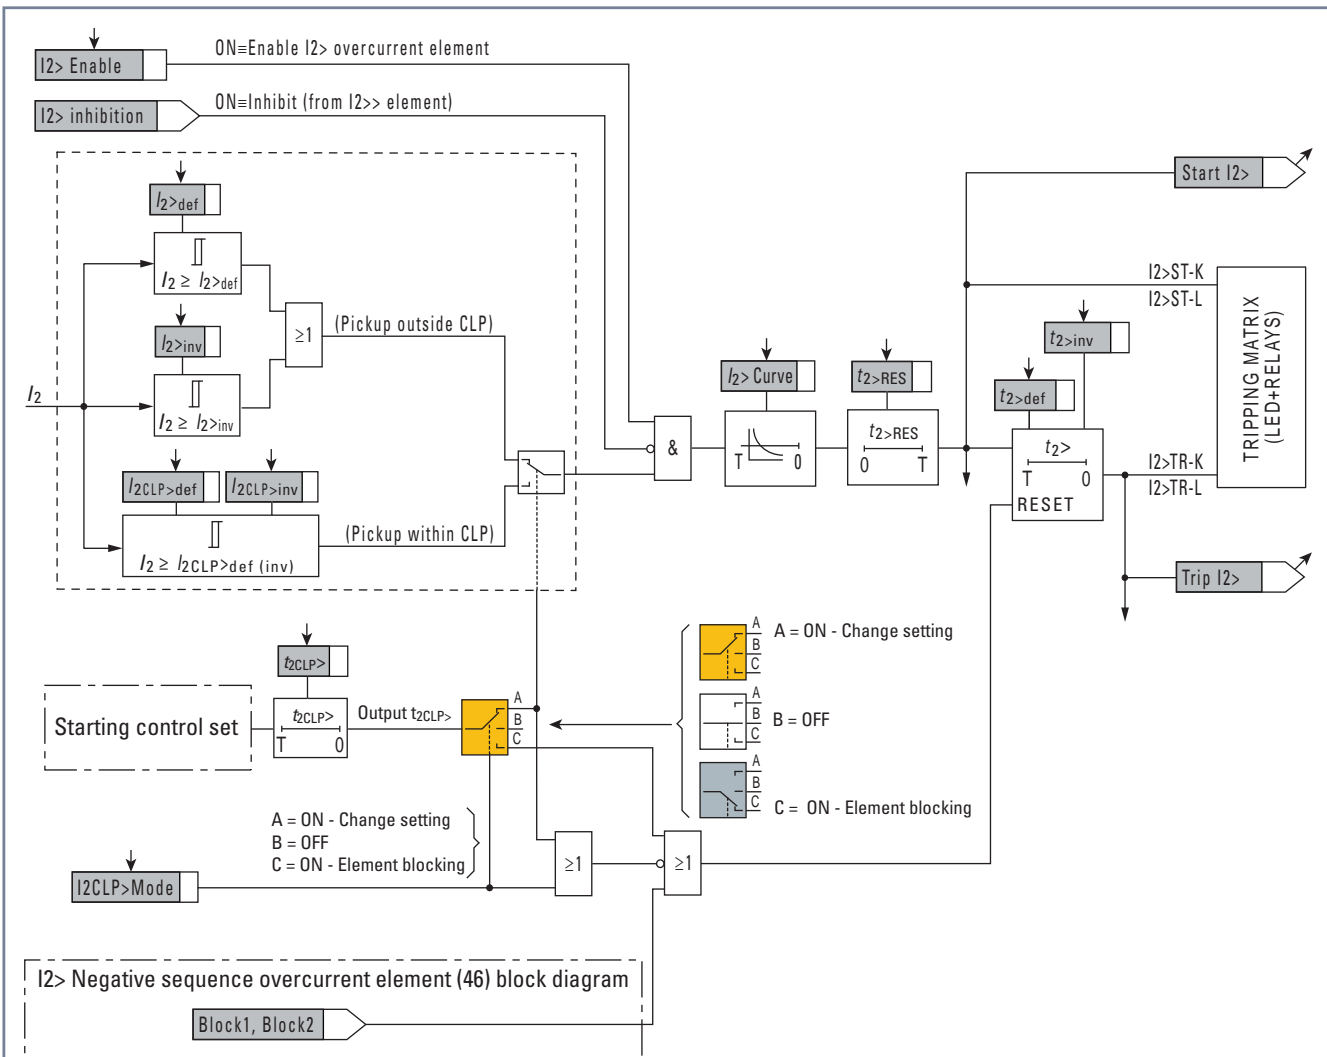 I2> Enable
ON≡Enable I2> overcurrent element
I2> inhibition
ON≡Inhibit (from I2>> element)
Start I2>
I2>def
I2 ≥ I2>def
I2>inv
I2 ≥ I2>inv
≥1
(Pickup outside CLP)
I2
I2CLP>def
I2CLP>inv
I2 ≥ I2CLP>def (inv)
(Pickup within CLP)
&
I2> Curve
T 0
t2>RES
t2>RES
0 T
I2>ST-K
I2>ST-L
t2>inv
t2>def
t2>
T 0
RESET
TRIPPING MATRIX
(LED+RELAYS)
I2>TR-K
I2>TR-L
Trip I2>
t2CLP>
Starting control set
t2CLP>
T 0
Output t2CLP>
A
B
C
A
B
C
A = ON - Change setting
A
B
C
B = OFF
A
B
C
C = ON - Element blocking
A = ON - Change setting
B = OFF
C = ON - Element blocking
≥1
≥1
I2CLP>Mode
I2> Negative sequence overcurrent element (46) block diagram
Block1, Block2